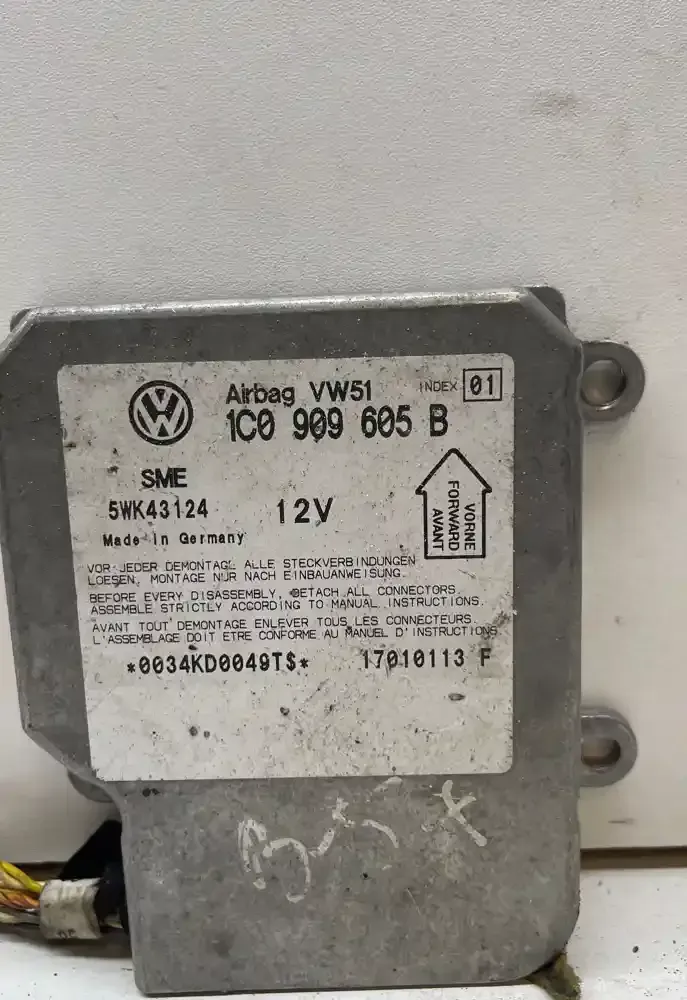 Airbag VW51 INDEX 01
1C0 909 605 B
SME
5WK43124 12V
Made in Germany
VORNE
FORWARD
AVANT
VOR JEDER DEMONTAGE ALLE STECKVERBINDUNGEN
LOESEN, MONTAGE NUR NACH EINBAUANWEISUNG.
BEFORE EVERY DISASSEMBLY, DETACH ALL CONNECTORS.
ASSEMBLE STRICTLY ACCORDING TO MANUAL INSTRUCTIONS.
AVANT TOUT DEMONTAGE ENLEVER TOUS LES CONNECTEURS.
L'ASSEMBLAGE DOIT ETRE CONFORME AU MANUEL D'INSTRUCTIONS
*0034KD0049T$* 17010113 F